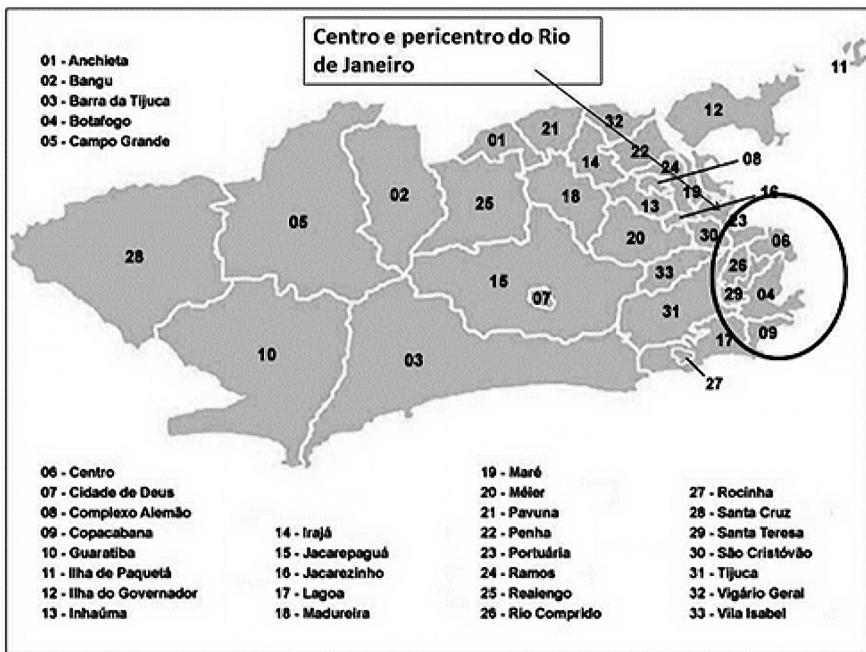 Centro e pericentro do Rio
de Janeiro
01 - Anchieta
02 - Bangu
03 - Barra da Tijuca
04 - Botafogo
05 - Campo Grande
11
12
32
21
01
22
14
24
08
19
16
02
25
18
13
23
05
20
30
06
28
26
33
15
07
29
04
31
10
03
17
09
27
06 - Centro
07 - Cidade de Deus
08 - Complexo Alemão
09 - Copacabana
10 - Guaratiba
11 - Ilha de Paquetá
12 - Ilha do Governador
13 - Inhaúma
14 - Irajá
15 - Jacarepaguá
16 - Jacarezinho
17 - Lagoa
18 - Madureira
19 - Maré
20 - Méier
21 - Pavuna
22 - Penha
23 - Portuária
24 - Ramos
25 - Realengo
26 - Rio Comprido
27 - Rocinha
28 - Santa Cruz
29 - Santa Teresa
30 - São Cristóvão
31 - Tijuca
32 - Vigário Geral
33 - Vila Isabel